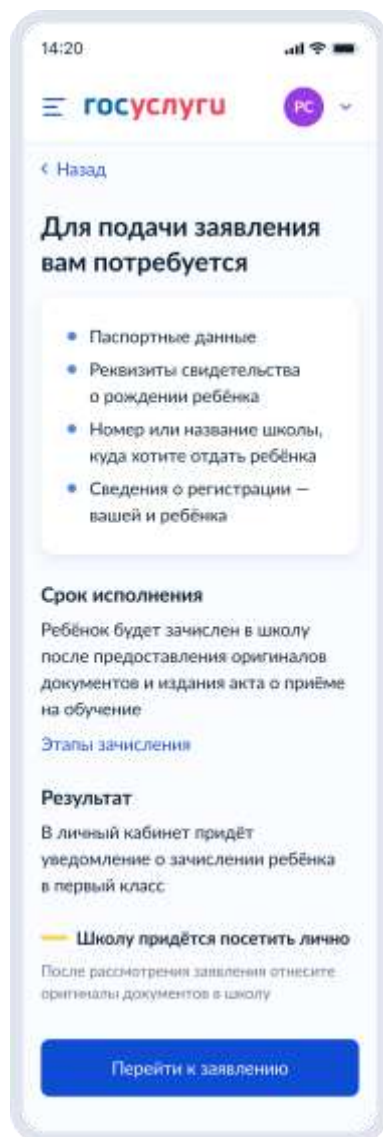 14:20
госуслуги
РС
Назад
Для подачи заявления
вам потребуется
Паспортные данные
Реквизиты свидетельства
о рождении ребёнка
Номер или название школы,
куда хотите отдать ребёнка
Сведения о регистрации —
вашей и ребёнка
Срок исполнения
Ребёнок будет зачислен в школу
после предоставления оригиналов
документов и издания акта о приёме
на обучение
Этапы зачисления
Результат
В личный кабинет придёт
уведомление о зачислении ребёнка
в первый класс
Школу придётся посетить лично
После рассмотрения заявления отнесите
оригиналы документов в школу
Перейти к заявлению